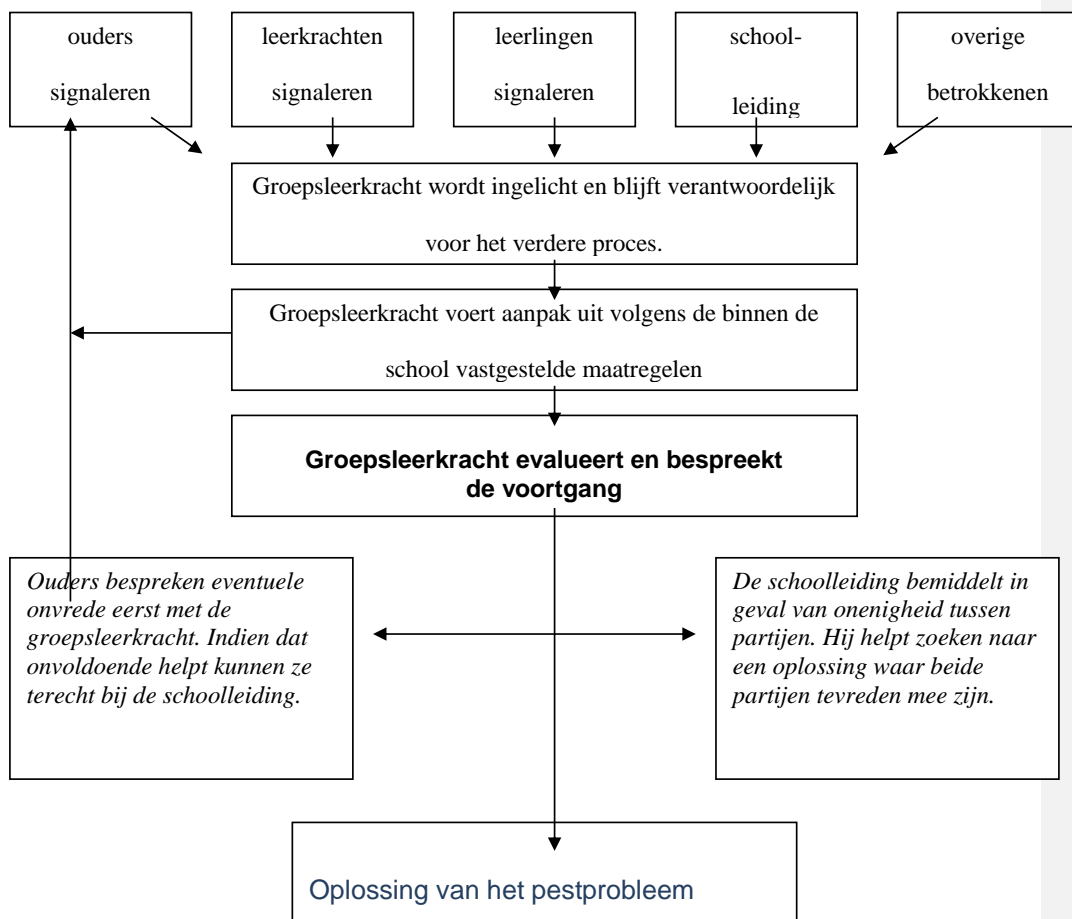 ouders
signaleren
leerkrachten
signaleren
leerlingen
signaleren
school-
leiding
overige
betrokkenen
Groepsleerkracht wordt ingelicht en blijft verantwoordelijk
voor het verdere proces.
Groepsleerkracht voert aanpak uit volgens de binnen de
school vastgestelde maatregelen
Groepsleerkracht evalueert en bespreekt
de voortgang
Ouders bespreken eventuele
onvrede eerst met de
groepsleerkracht. Indien dat
onvoldoende helpt kunnen ze
terecht bij de schoolleiding.
De schoolleiding bemiddelt in
geval van onenigheid tussen
partijen. Hij helpt zoeken naar
een oplossing waar beide
partijen tevreden mee zijn.
Oplossing van het pestprobleem